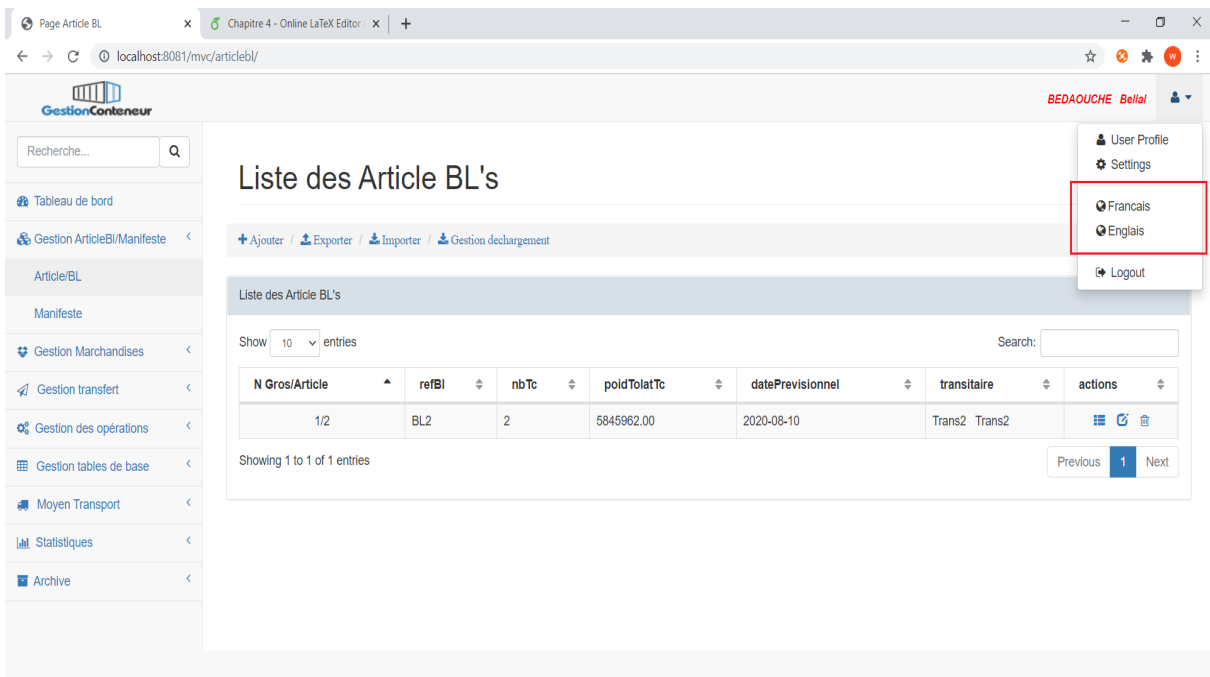 Page Article BL
Chapitre 4 - Online LaTeX Editor
localhost:8081/mvc/articlebl/
W
GestionConteneur
BEDAOUCHE Bellal
User Profile
Settings
Francais
Englais
Logout
Recherche...
Tableau de bord
Gestion ArticleBl/Manifeste
Article/BL
Manifeste
Gestion Marchandises
Gestion transfert
Gestion des opérations
Gestion tables de base
Moyen Transport
Statistiques
Archive
Liste des Article BL's
Ajouter / Exporter / Importer / Gestion dechargement
Liste des Article BL's
Show 10 entries Search:
N Gros/Article refBl nbTc poidTolatTc datePrevisionnel transitaire actions
1/2 BL2 2 5845962.00 2020-08-10 Trans2 Trans2
Showing 1 to 1 of 1 entries
Previous 1 Next